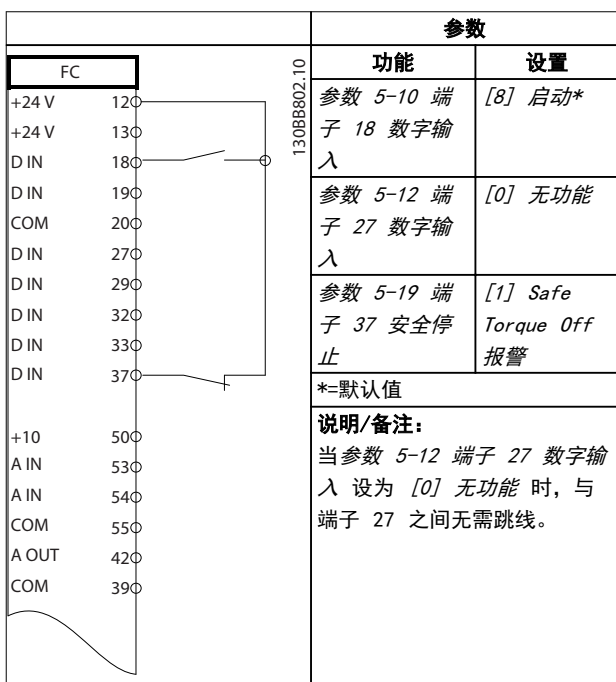 FC
+24 V 12
+24 V 13
D IN 18
D IN 19
COM 20
D IN 27
D IN 29
D IN 32
D IN 33
D IN 37
+10 50
A IN 53
A IN 54
COM 55
A OUT 42
COM 39
130BB802.10
参数
功能 设置
参数 5-10 端
子 18 数字输
入
[8] 启动*
参数 5-12 端
子 27 数字输
入
[0] 无功能
参数 5-19 端
子 37 安全停
止
[1] Safe
Torque Off
报警
*=默认值
说明/备注:
当参数 5-12 端子 27 数字输
入 设为 [0] 无功能 时, 与
端子 27 之间无需跳线。